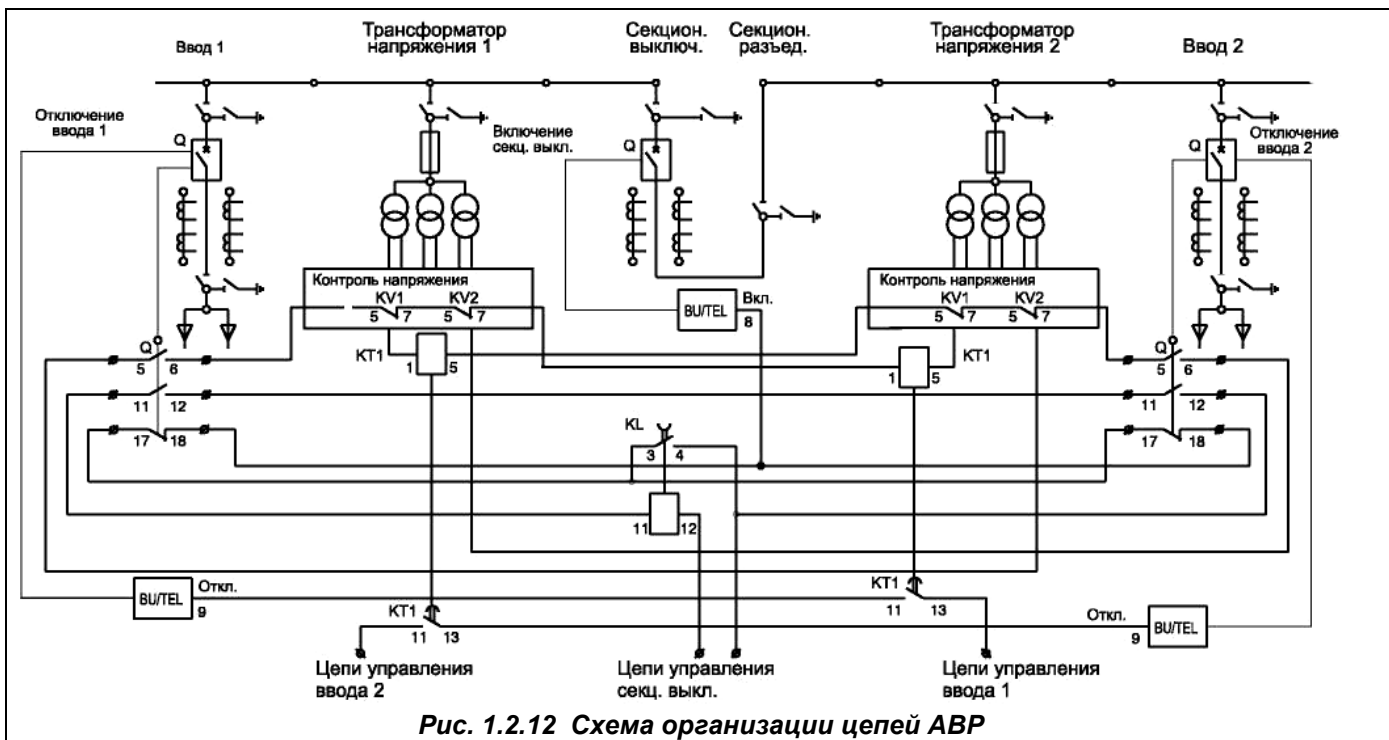 Ввод 1
Трансформатор
напряжения 1
Секцион.
выключ.
Секцион.
разъед.
Трансформатор
напряжения 2
Ввод 2
Отключение
ввода 1
Q
Включение
секц. выкл.
Q
Q
Отключение
ввода 2
Контроль напряжения
KV1
KV2
5 7
5 7
BU/TEL
Вкл.
8
Контроль напряжения
KV1
KV2
5 7
5 7
Q
5 6
KT1
1 5
1 5
KT1
Q
5 6
11 12
11 12
17 18
KL
3 4
17 18
11 12
BU/TEL
Откл.
9
KT1
11 13
KT1
11 13
Откл.
9
BU/TEL
Цепи управления
ввода 2
Цепи управления
секц. выкл.
Цепи управления
ввода 1
Рис. 1.2.12 Схема организации цепей АВР